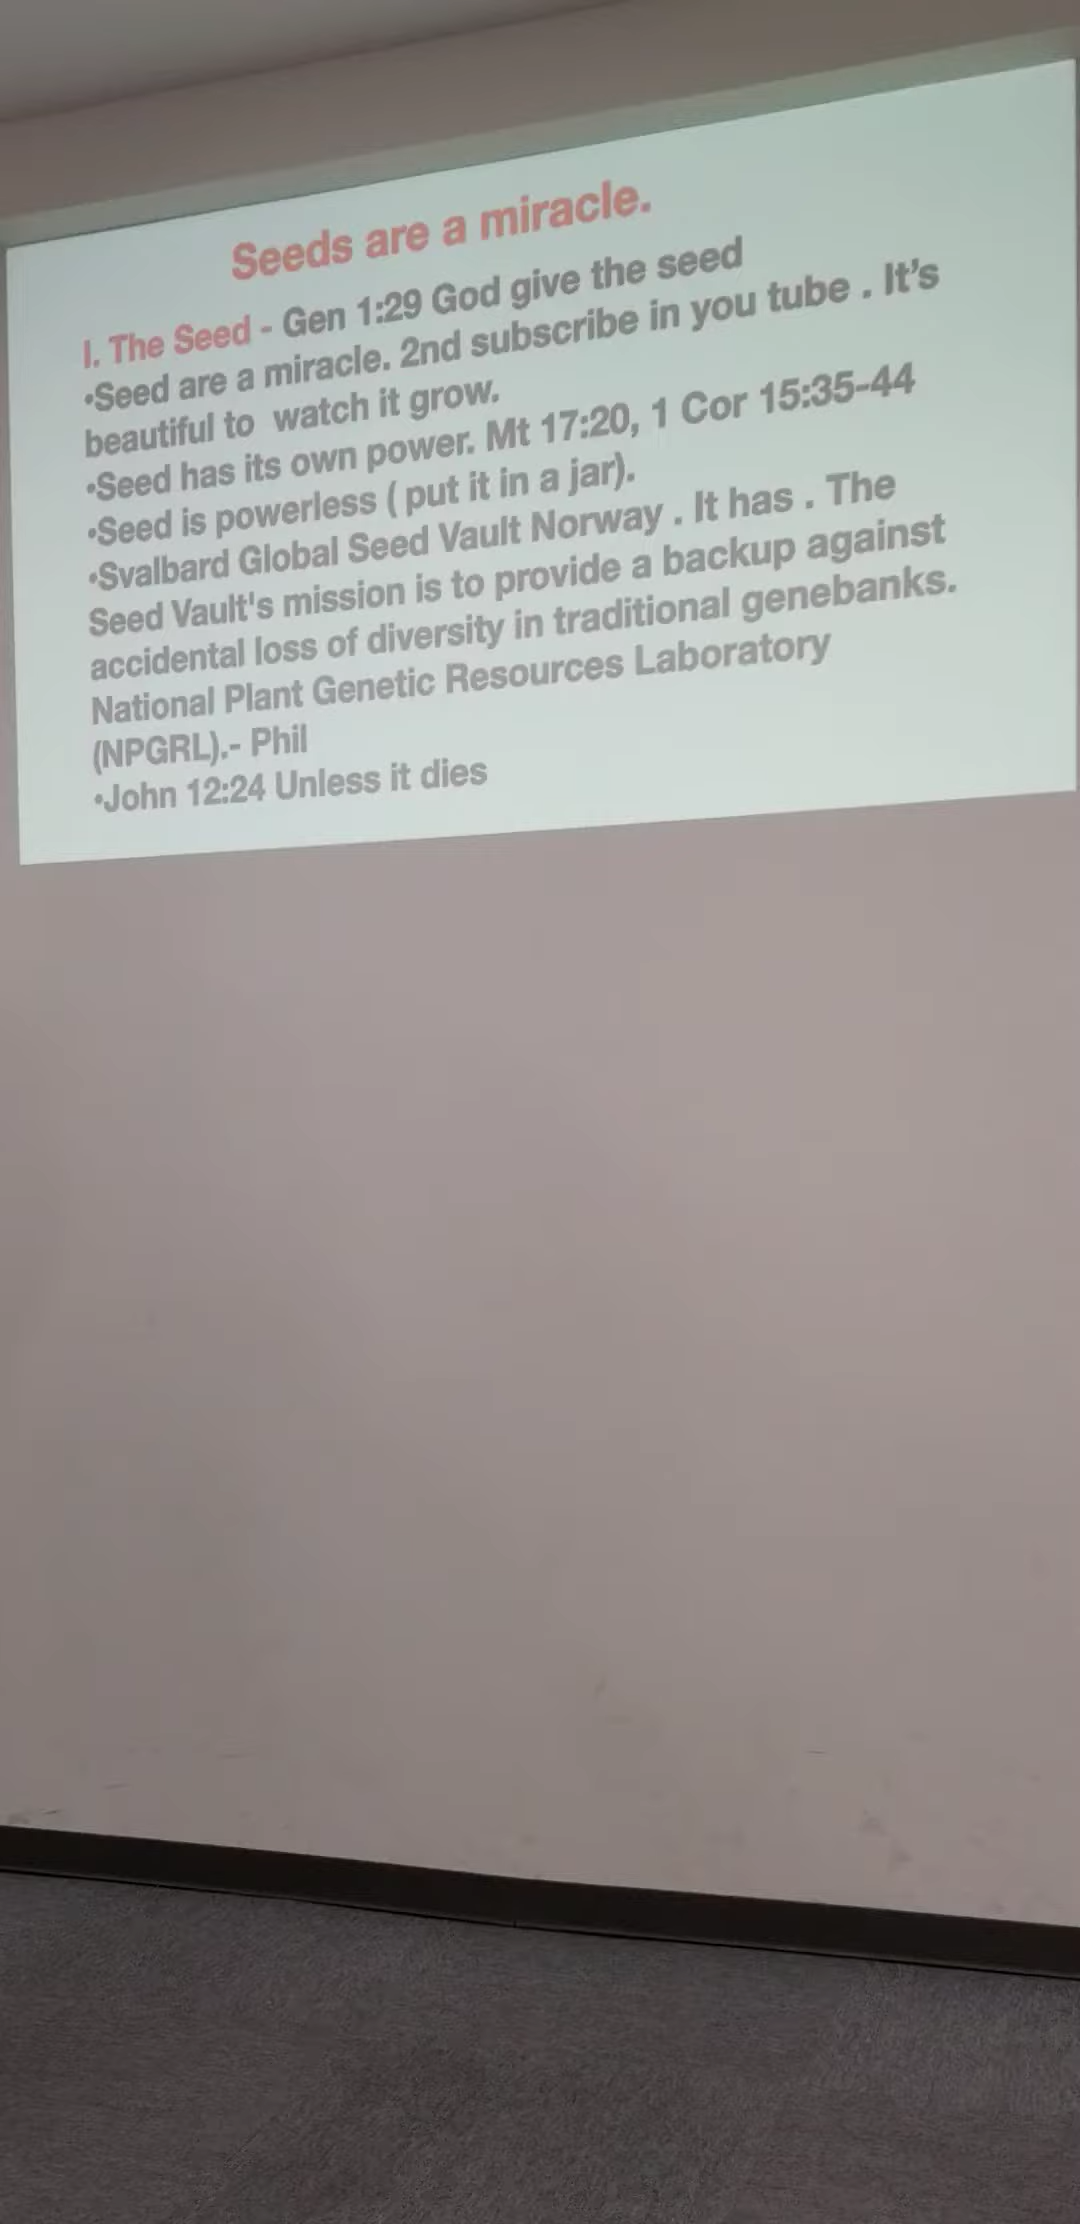 Seeds are a miracle.
I. The Seed - Gen 1:29 God give the seed
•Seed are a miracle. 2nd subscribe in you tube . It's
beautiful to watch it grow.
•Seed has its own power. Mt 17:20, 1 Cor 15:35-44
•Seed is powerless ( put it in a jar).
•Svalbard Global Seed Vault Norway . It has . The
Seed Vault's mission is to provide a backup against
accidental loss of diversity in traditional genebanks.
National Plant Genetic Resources Laboratory
(NPGRL).- Phil
•John 12:24 Unless it dies